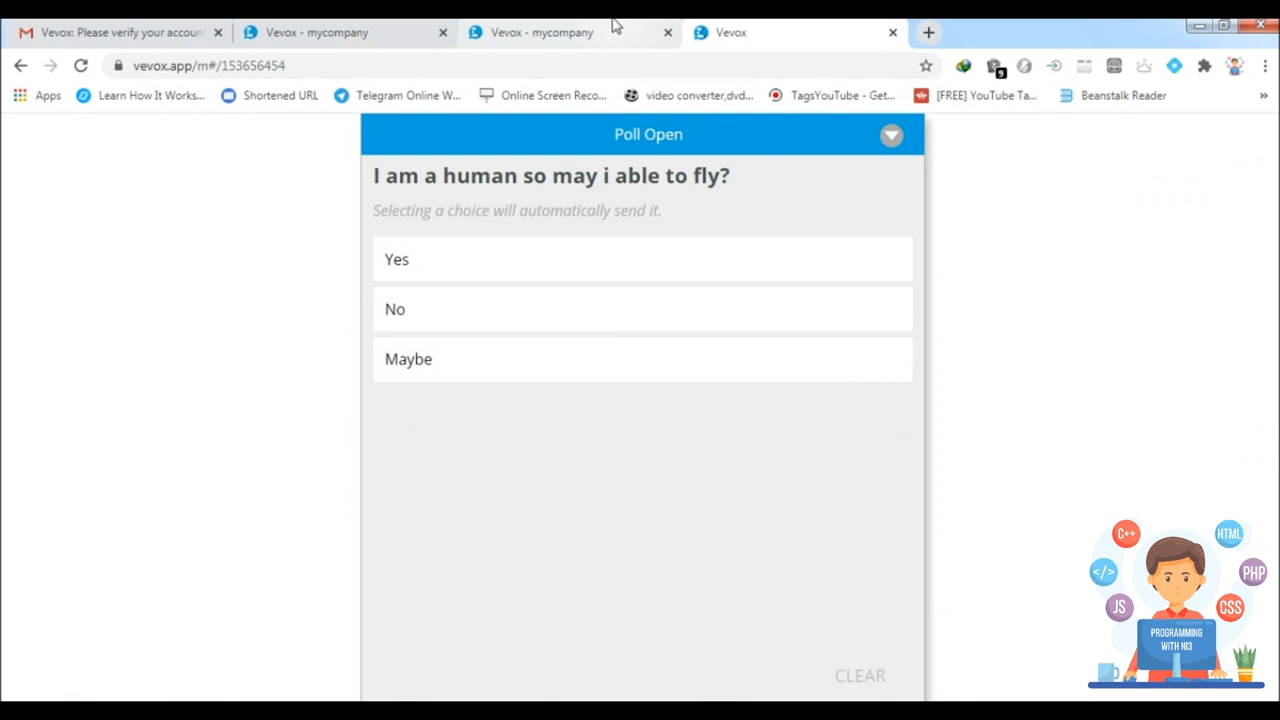 Vevox: Please verify your accoun
Vevox - mycompany
Vevox - mycompany
Vevox
vevox.app/m#/153656454
9
Apps
Learn How It Works...
Shortened URL
Telegram Online W...
Online Screen Reco...
video converter,dvd...
TagsYouTube - Get...
[FREE] YouTube Ta...
Beanstalk Reader
»
Poll Open
I am a human so may i able to fly?
Selecting a choice will automatically send it.
Yes
No
Maybe
CLEAR
C++
HTML
</>
PHP
JS
CSS
PROGRAMMING
WITH NI3